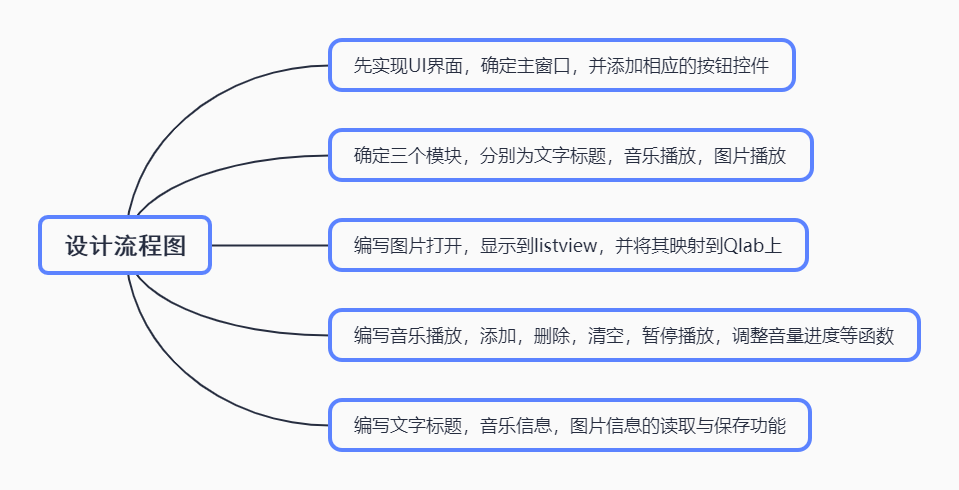 先实现UI界面，确定主窗口，并添加相应的按钮控件
确定三个模块，分别为文字标题，音乐播放，图片播放
设计流程图
编写图片打开，显示到listview，并将其映射到Qlab上
编写音乐播放，添加，删除，清空，暂停播放，调整音量进度等函数
编写文字标题，音乐信息，图片信息的读取与保存功能